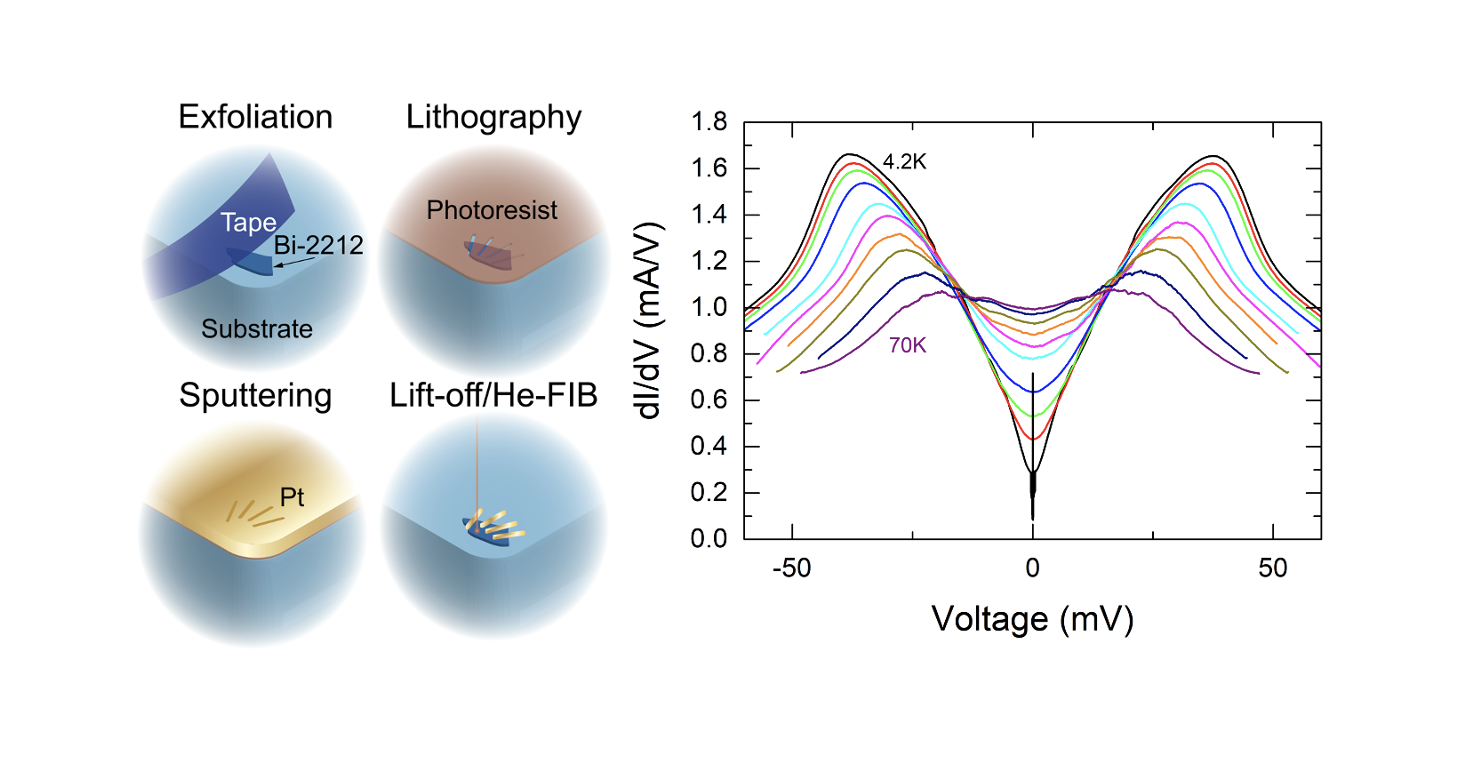 Exfoliation
Lithography
Tape
Bi-2212
Substrate
Photoresist
Sputtering
Lift-off/He-FIB
Pt
1.8
1.6
1.4
1.2
1.0
0.8
0.6
0.4
0.2
0.0
dI/dV (mA/V)
4.2K
70K
-50
0
50
Voltage (mV)